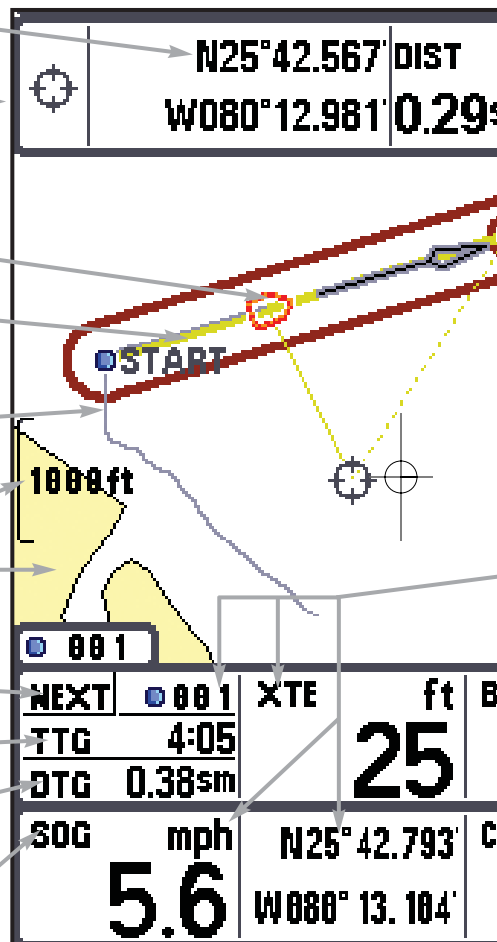 N25°42.567' DIST
W080°12.981' 0.29s
START
1000ft
001
NEXT 001 XTE ft B
TTG 4:05 25
DTG 0.38sm
SOG mph N25°42.793' C
5.6 W080° 13.104'